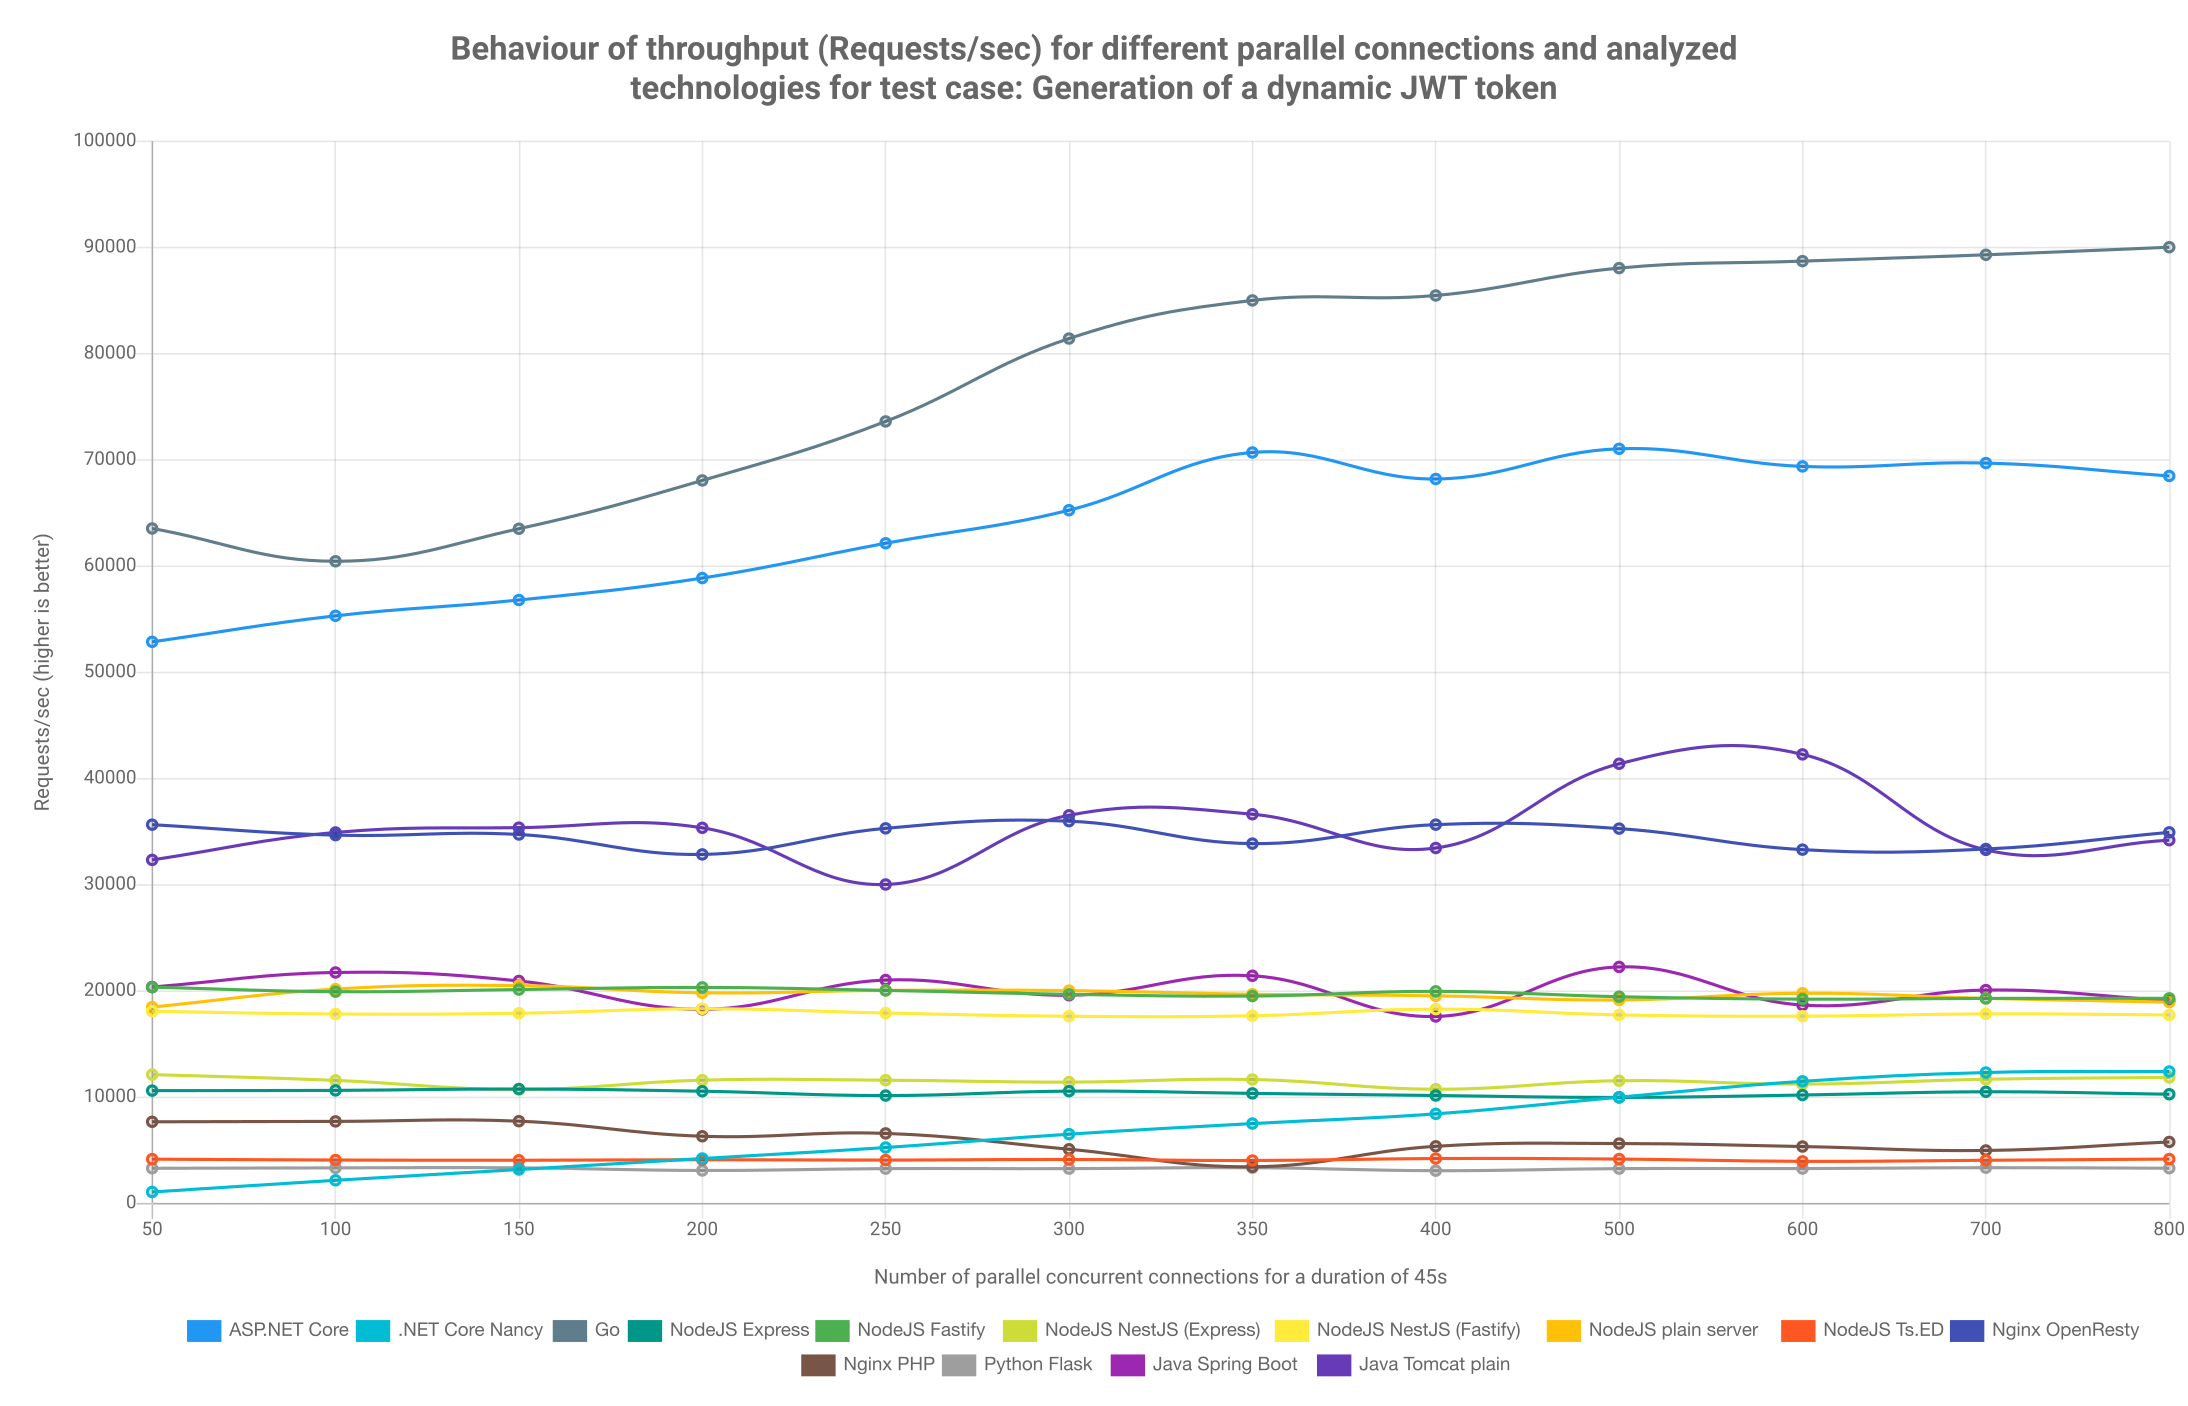 Behaviour of throughput (Requests/sec) for different parallel connections and analyzed
technologies for test case: Generation of a dynamic JWT token
100000
90000
80000
70000
60000
50000
40000
30000
20000
10000
0
Requests/sec (higher is better)
50 100 150 200 250 300 350 400 500 600 700 800
Number of parallel concurrent connections for a duration of 45s
ASP.NET Core .NET Core Nancy Go NodeJS Express NodeJS Fastify NodeJS NestJS (Express) NodeJS NestJS (Fastify) NodeJS plain server NodeJS Ts.ED Nginx OpenResty
Nginx PHP Python Flask Java Spring Boot Java Tomcat plain